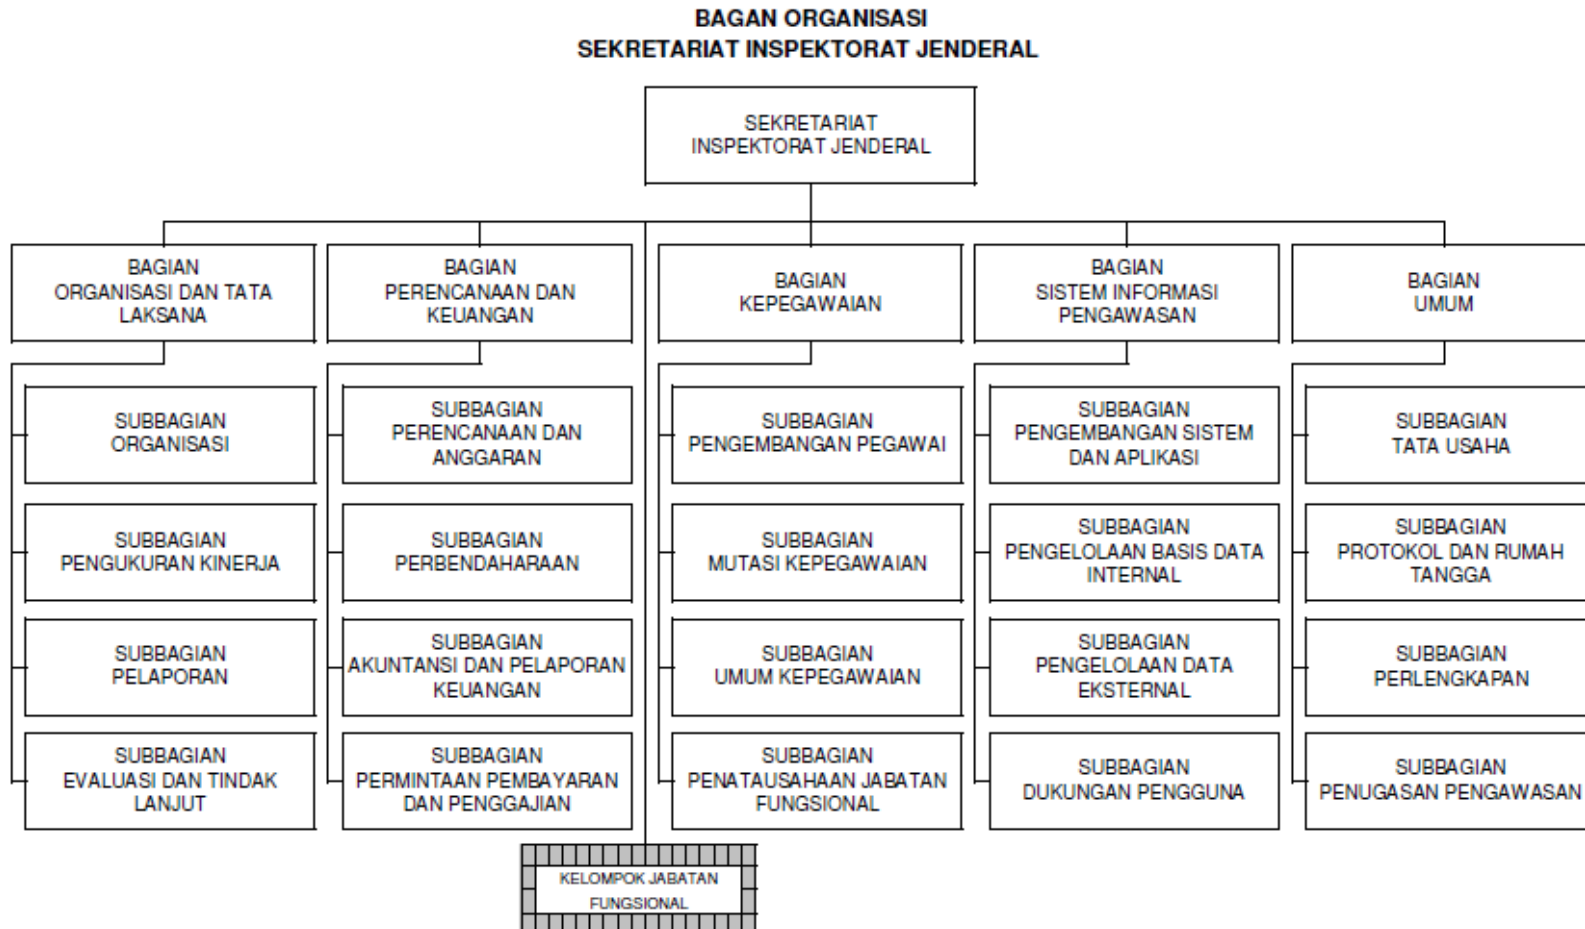 BAGAN ORGANISASI
SEKRETARIAT INSPEKTORAT JENDERAL
SEKRETARIAT
INSPEKTORAT JENDERAL
BAGIAN
ORGANISASI DAN TATA
LAKSANA
BAGIAN
PERENCANAAN DAN
KEUANGAN
BAGIAN
KEPEGAWAIAN
BAGIAN
SISTEM INFORMASI
PENGAWASAN
BAGIAN
UMUM
SUBBAGIAN
ORGANISASI
SUBBAGIAN
PERENCANAAN DAN
ANGGARAN
SUBBAGIAN
PENGEMBANGAN PEGAWAI
SUBBAGIAN
PENGEMBANGAN SISTEM
DAN APLIKASI
SUBBAGIAN
TATA USAHA
SUBBAGIAN
PENGUKURAN KINERJA
SUBBAGIAN
PERBENDAHARAAN
SUBBAGIAN
MUTASI KEPEGAWAIAN
SUBBAGIAN
PENGELOLAAN BASIS DATA
INTERNAL
SUBBAGIAN
PROTOKOL DAN RUMAH
TANGGA
SUBBAGIAN
PELAPORAN
SUBBAGIAN
AKUNTANSI DAN PELAPORAN
KEUANGAN
SUBBAGIAN
UMUM KEPEGAWAIAN
SUBBAGIAN
PENGELOLAAN DATA
EKSTERNAL
SUBBAGIAN
PERLENGKAPAN
SUBBAGIAN
EVALUASI DAN TINDAK
LANJUT
SUBBAGIAN
PERMINTAAN PEMBAYARAN
DAN PENGGAJIAN
SUBBAGIAN
PENATAUSAHAAN JABATAN
FUNGSIONAL
SUBBAGIAN
DUKUNGAN PENGGUNA
SUBBAGIAN
PENUGASAN PENGAWASAN
KELOMPOK JABATAN
FUNGSIONAL